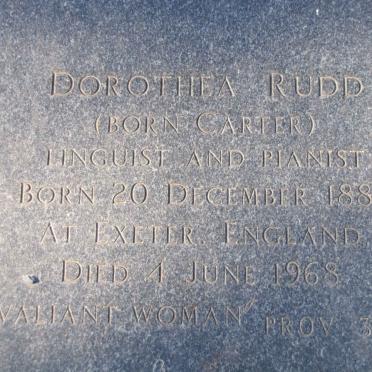 DOROTHEA RUDD
(BORN CARTER)
LINGUIST AND PIANIST
BORN 20 DECEMBER 188
AT EXETER, ENGLAND
DIED 4 JUNE 1968
VALIANT WOMAN PROV 3